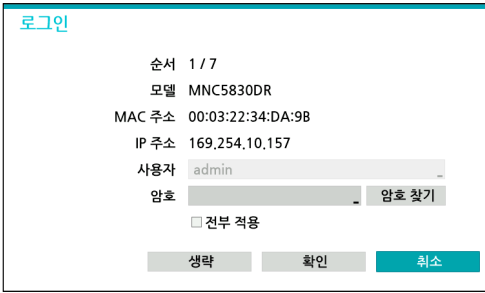 로그인
순서 1 / 7
모델 MNC5830DR
MAC 주소 00:03:22:34:DA:9B
IP 주소 169.254.10.157
사용자 admin
암호 암호 찾기
전부 적용
생략 확인 취소